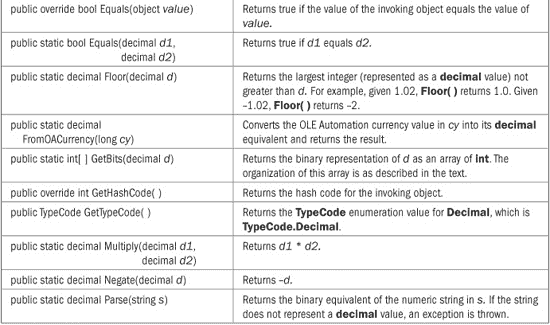 public override bool Equals(object value)
Returns true if the value of the invoking object equals the value of
value.
public static bool Equals(decimal d1,
decimal d2)
Returns true if d1 equals d2.
public static decimal Floor(decimal d)
Returns the largest integer (represented as a decimal value) not
greater than d. For example, given 1.02, Floor( ) returns 1.0. Given
–1.02, Floor( ) returns –2.
public static decimal
FromOACurrency(long cy)
Converts the OLE Automation currency value in cy into its decimal
equivalent and returns the result.
public static int[ ] GetBits(decimal d)
Returns the binary representation of d as an array of int. The
organization of this array is as described in the text.
public override int GetHashCode( )
Returns the hash code for the invoking object.
public TypeCode GetTypeCode( )
Returns the TypeCode enumeration value for Decimal, which is
TypeCode.Decimal.
public static decimal Multiply(decimal d1,
decimal d2)
Returns d1 * d2.
public static decimal Negate(decimal d)
Returns –d.
public static decimal Parse(string s)
Returns the binary equivalent of the numeric string in s. If the string
does not represent a decimal value, an exception is thrown.